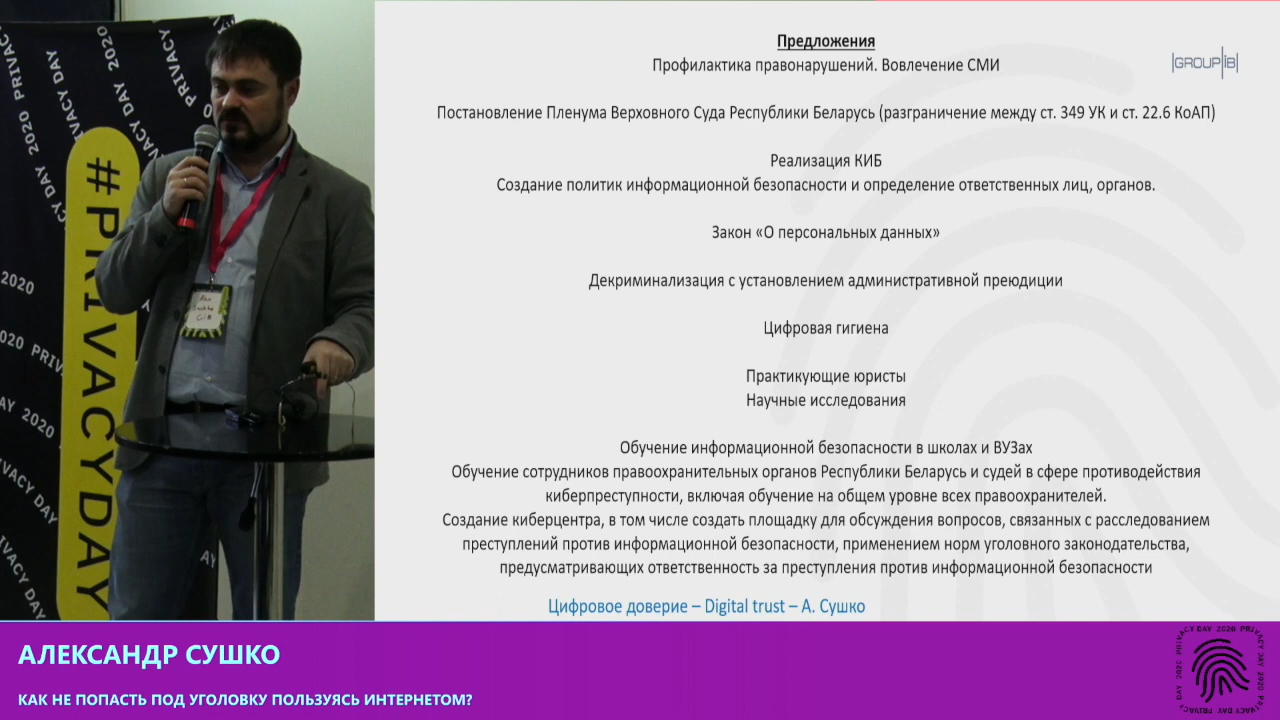 Предложения
Профилактика правонарушений. Вовлечение СМИ
|GROUP|iB|
Постановление Пленума Верховного Суда Республики Беларусь (разграничение между ст. 349 УК и ст. 22.6 КоАП)
Реализация КИБ
Создание политик информационной безопасности и определение ответственных лиц, органов.
Закон «О персональных данных»
Декриминализация с установлением административной преюдиции
Цифровая гигиена
Практикующие юристы
Научные исследования
Обучение информационной безопасности в школах и ВУЗах
Обучение сотрудников правоохранительных органов Республики Беларусь и судей в сфере противодействия
киберпреступности, включая обучение на общем уровне всех правоохранителей.
Создание киберцентра, в том числе создать площадку для обсуждения вопросов, связанных с расследованием
преступлений против информационной безопасности, применением норм уголовного законодательства,
предусматривающих ответственность за преступления против информационной безопасности
Цифровое доверие – Digital trust – А. Сушко
#PRIVACYDAY
PRIVACY DAY 2020
АЛЕКСАНДР СУШКО
КАК НЕ ПОПАСТЬ ПОД УГОЛОВКУ ПОЛЬЗУЯСЬ ИНТЕРНЕТОМ?
PRIVACY DAY 2020